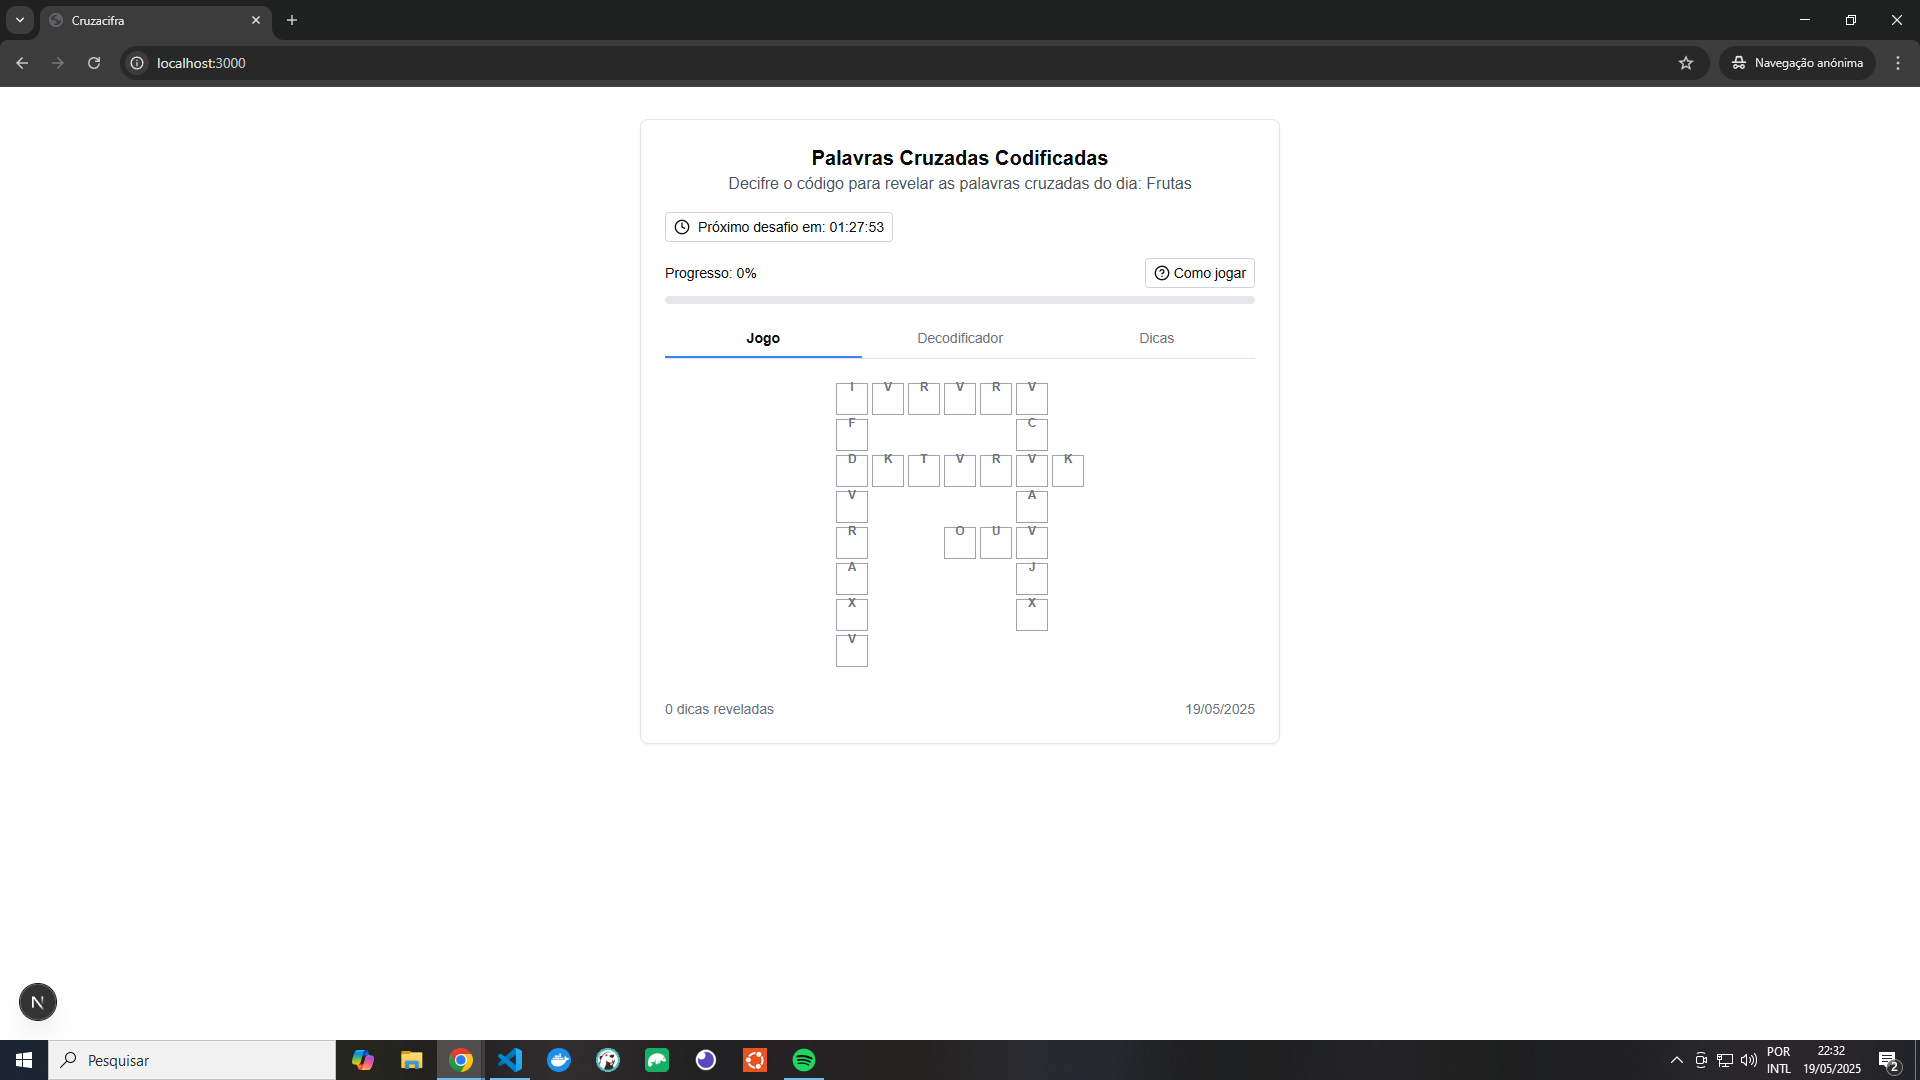 Cruzacifra
localhost:3000
Navegação anónima
Palavras Cruzadas Codificadas
Decifre o código para revelar as palavras cruzadas do dia: Frutas
Próximo desafio em: 01:27:53
Progresso: 0%
Como jogar
Jogo Decodificador Dicas
I V R V R V
F C
D K T V R V K
V A
R O U V
A J
X X
V
0 dicas reveladas 19/05/2025
N
Pesquisar
POR 22:32
INTL 19/05/2025
2